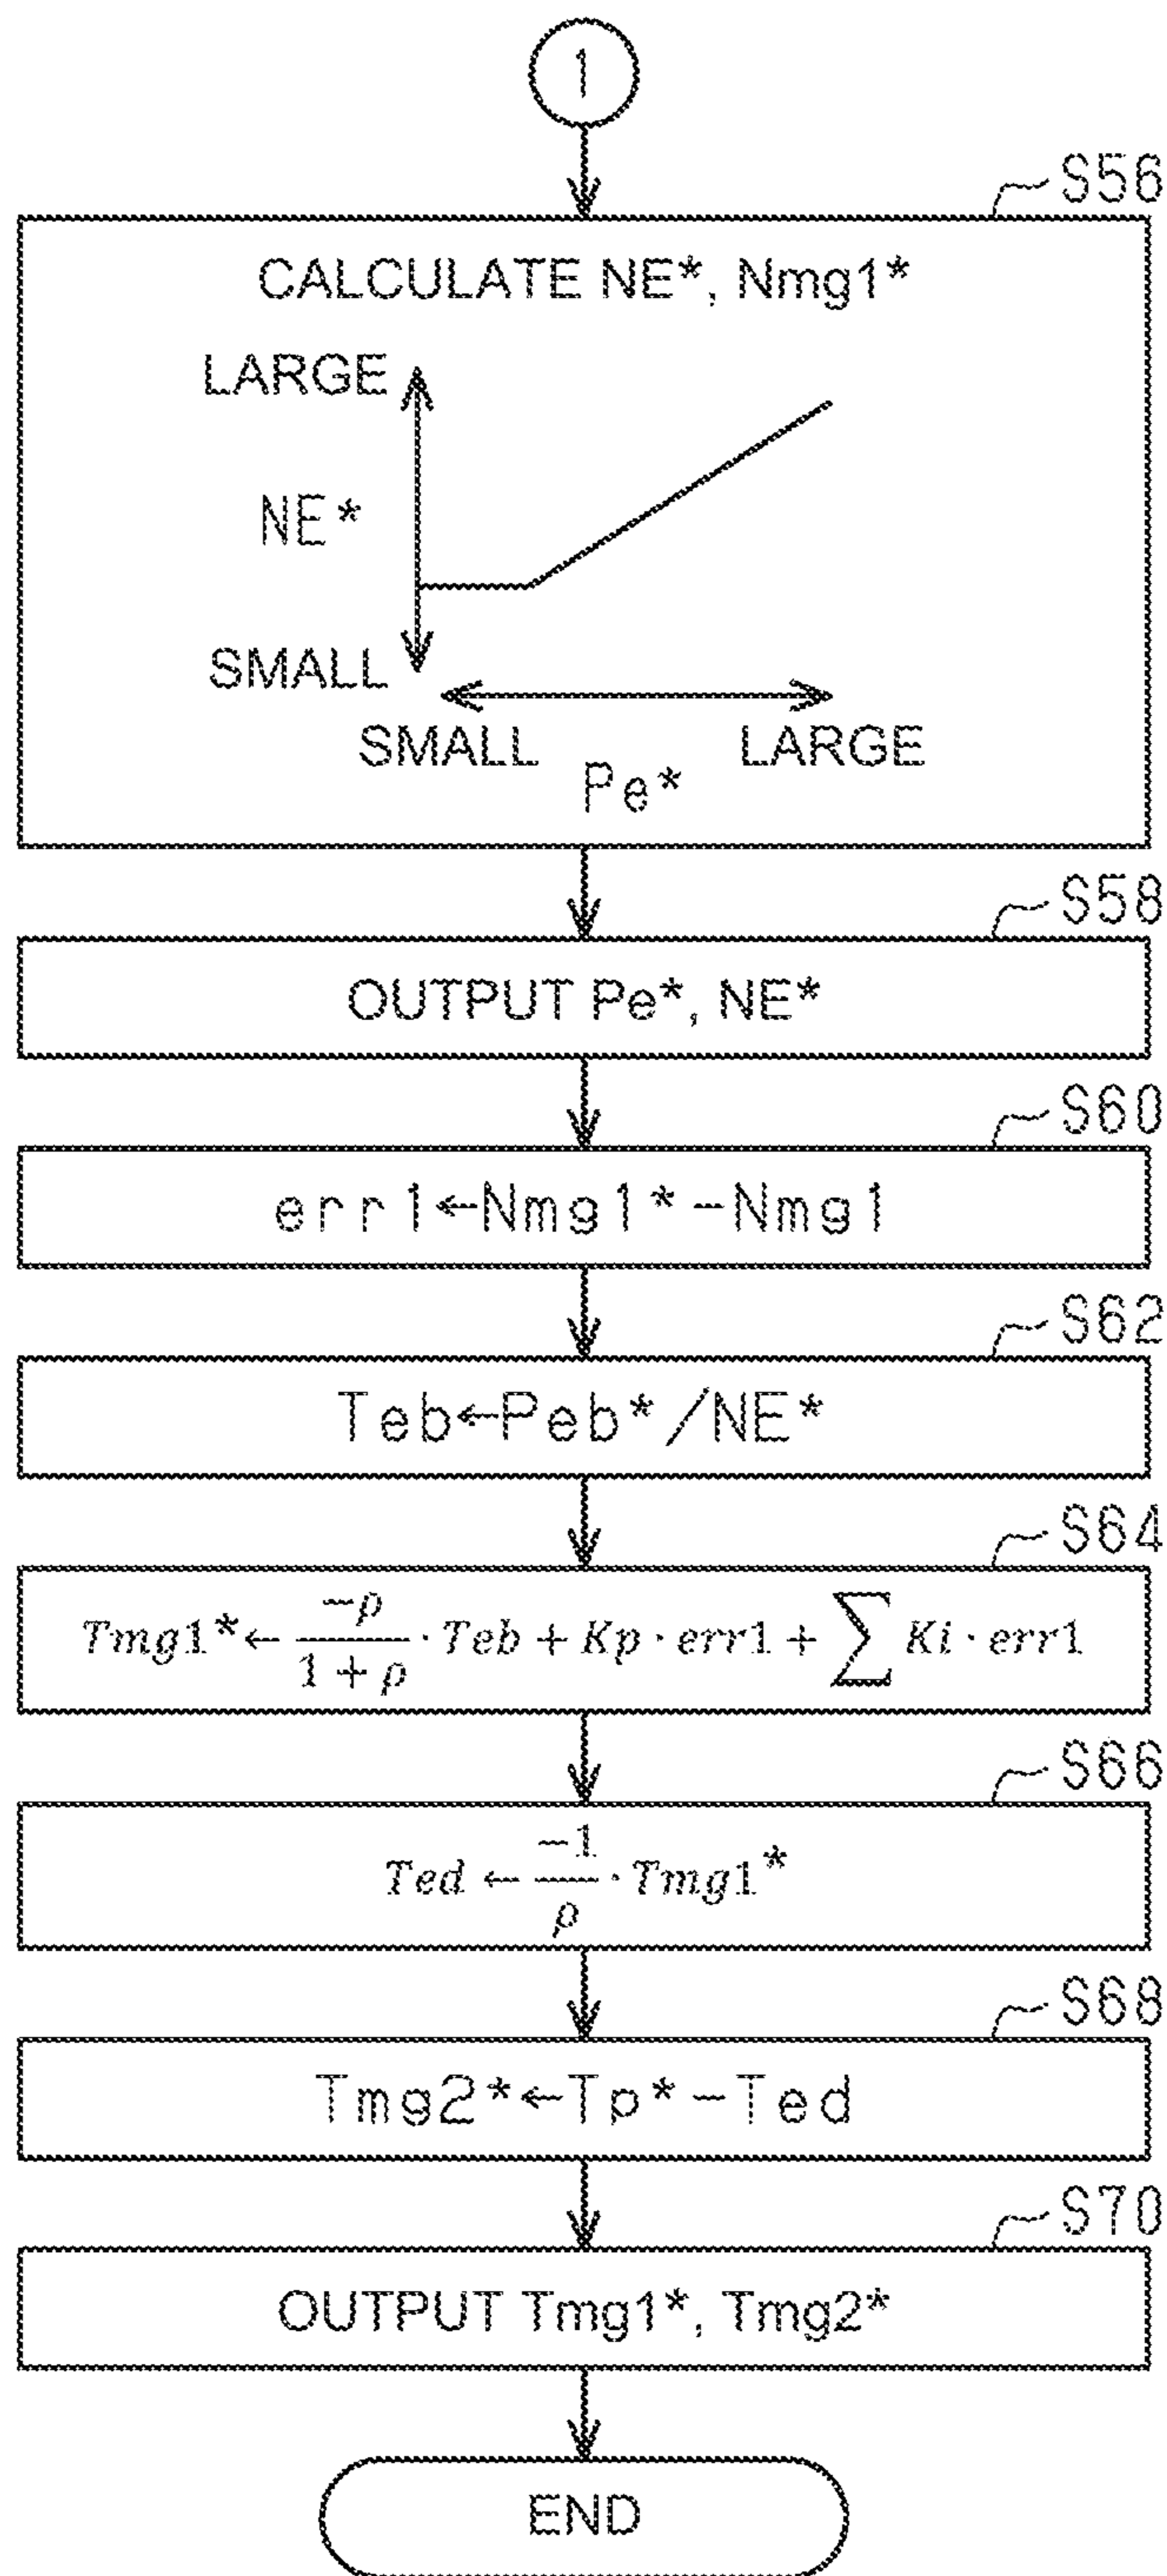 1
S56
CALCULATE NE*, Nmg1*
LARGE
NE*
SMALL
SMALL LARGE
Pe*
S58
OUTPUT Pe*, NE*
S60
err1←Nmg1*-Nmg1
S62
Teb←Peb*/NE*
S64
Tmg1*← -ρ/1+ρ · Teb + Kp · err1 + ∑ Ki · err1
S66
Ted ← -1/ρ · Tmg1*
S68
Tmg2*←Tp*-Ted
S70
OUTPUT Tmg1*, Tmg2*
END